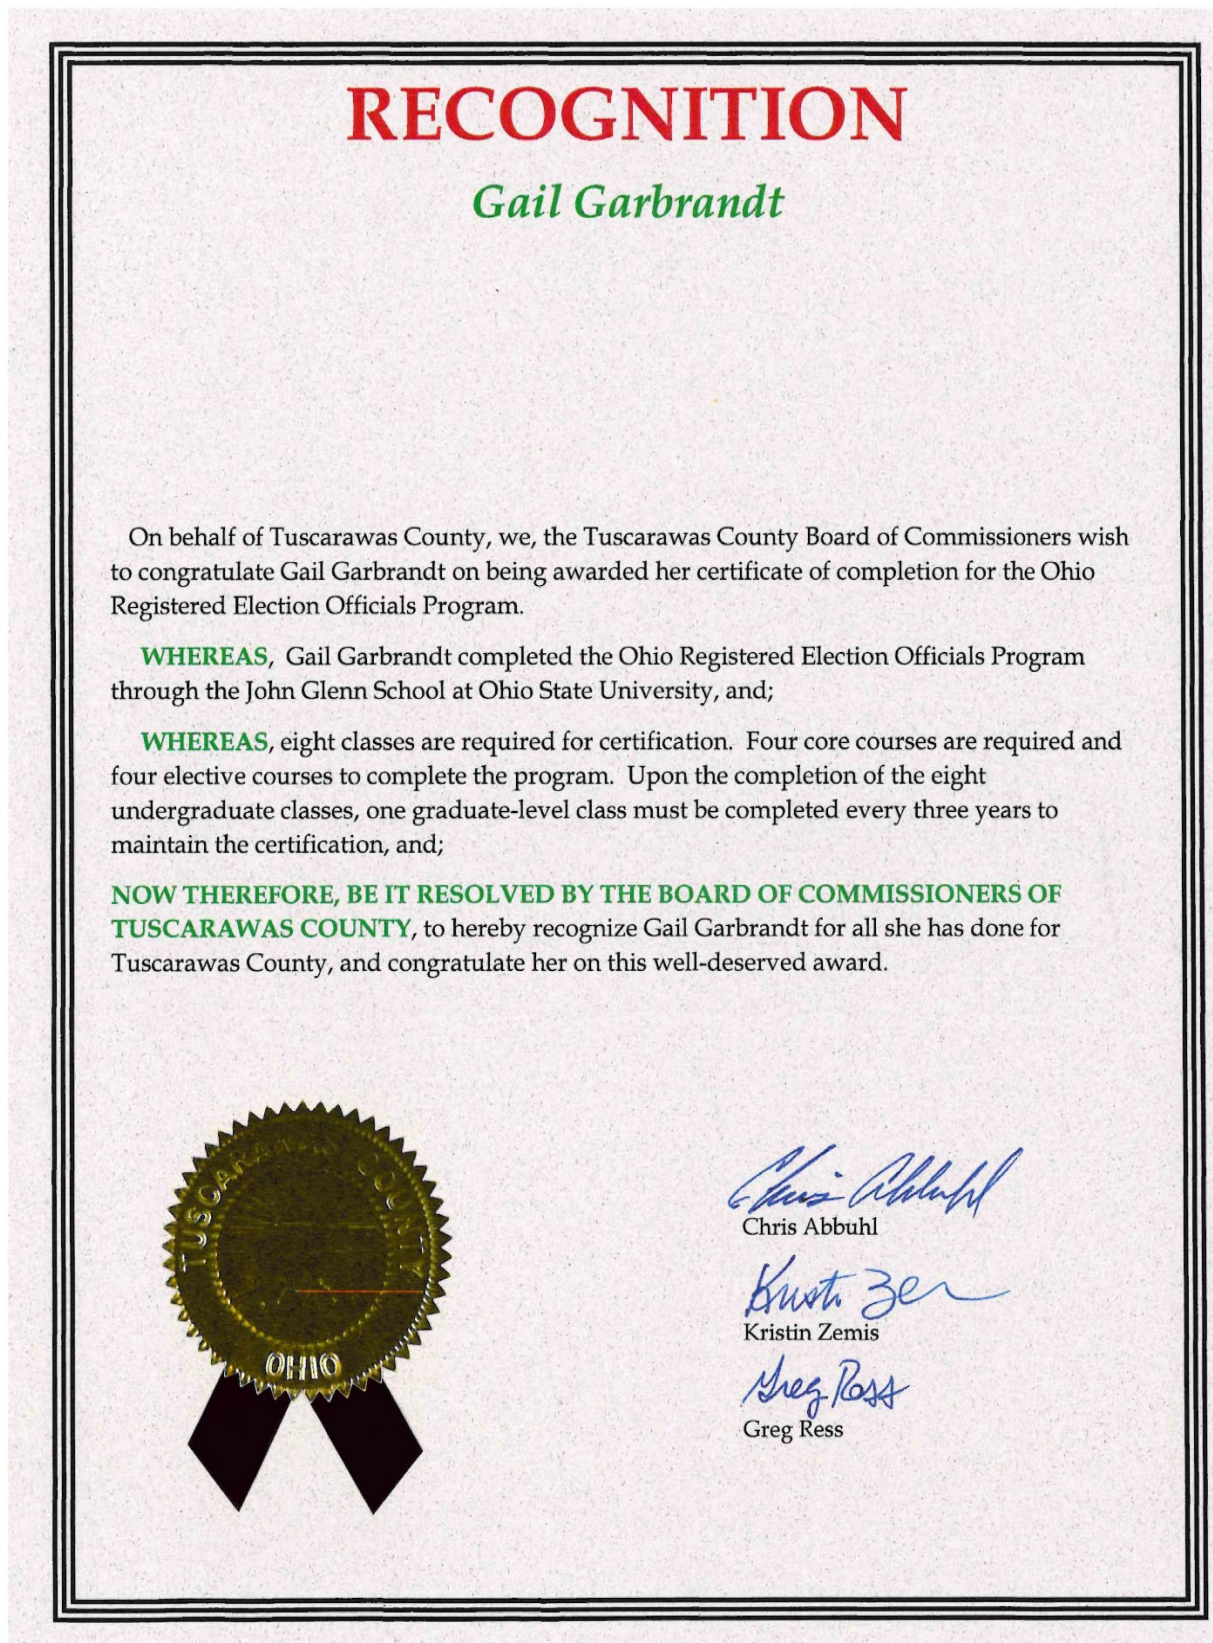 RECOGNITION
Gail Garbrandt
On behalf of Tuscarawas County, we, the Tuscarawas County Board of Commissioners wish
to congratulate Gail Garbrandt on being awarded her certificate of completion for the Ohio
Registered Election Officials Program.
WHEREAS, Gail Garbrandt completed the Ohio Registered Election Officials Program
through the John Glenn School at Ohio State University, and;
WHEREAS, eight classes are required for certification. Four core courses are required and
four elective courses to complete the program. Upon the completion of the eight
undergraduate classes, one graduate-level class must be completed every three years to
maintain the certification, and;
NOW THEREFORE, BE IT RESOLVED BY THE BOARD OF COMMISSIONERS OF
TUSCARAWAS COUNTY, to hereby recognize Gail Garbrandt for all she has done for
Tuscarawas County, and congratulate her on this well-deserved award.
TUSCARAWAS COUNTY
OHIO
Chris Abbuhl
Chris Abbuhl
Kristin Zemis
Greg Ress
Greg Ress